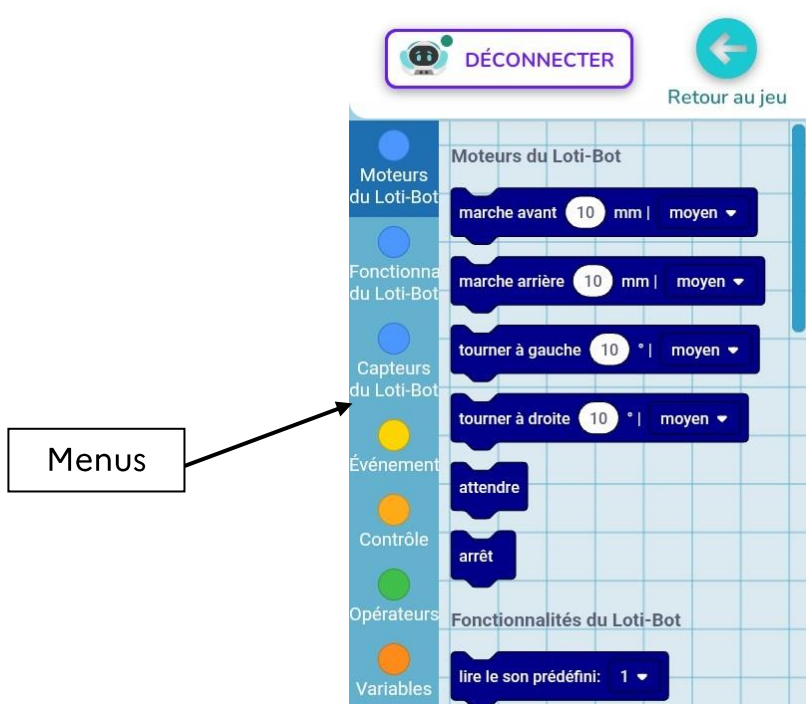 DÉCONNECTER
Retour au jeu
Menus
Moteurs
du Loti-Bot
Fonctionna
du Loti-Bot
Capteurs
du Loti-Bot
Événement
Contrôle
Opérateurs
Variables
Moteurs du Loti-Bot
marche avant 10 mm | moyen
marche arrière 10 mm | moyen
tourner à gauche 10 ° | moyen
tourner à droite 10 ° | moyen
attendre
arrêt
Fonctionnalités du Loti-Bot
lire le son prédéfini: 1